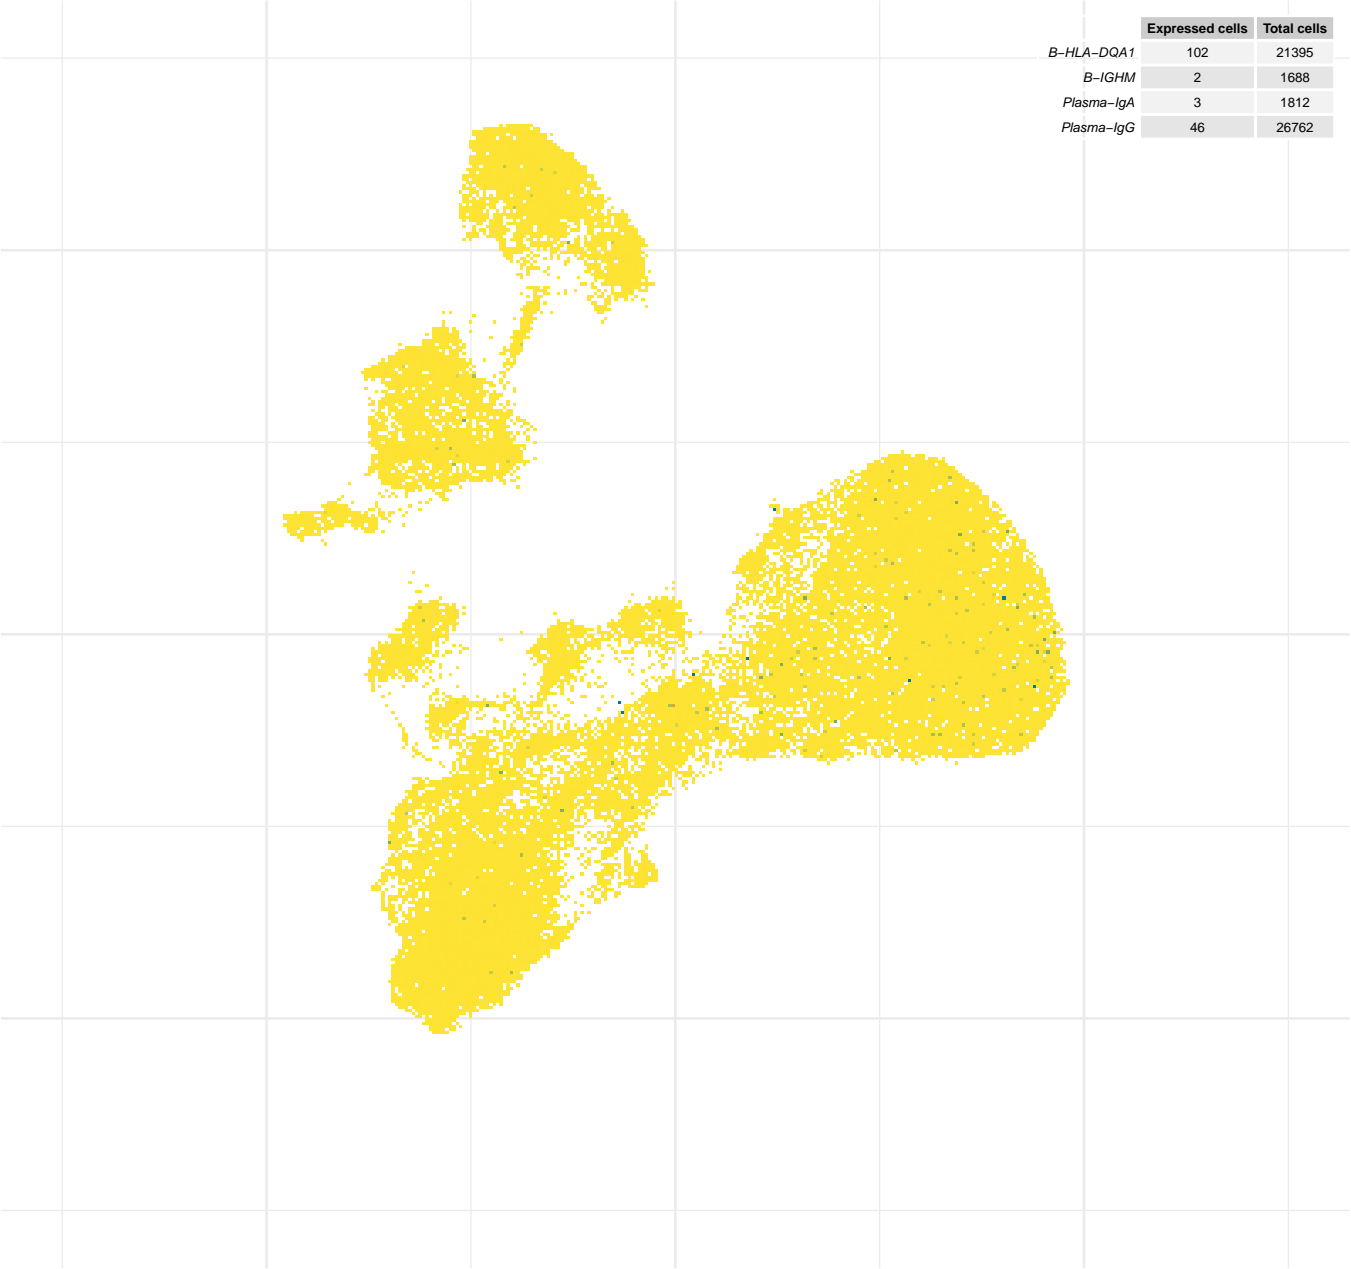 Expressed cells Total cells
B−HLA−DQA1 102 21395
B−IGHM 2 1688
Plasma−IgA 3 1812
Plasma−IgG 46 26762